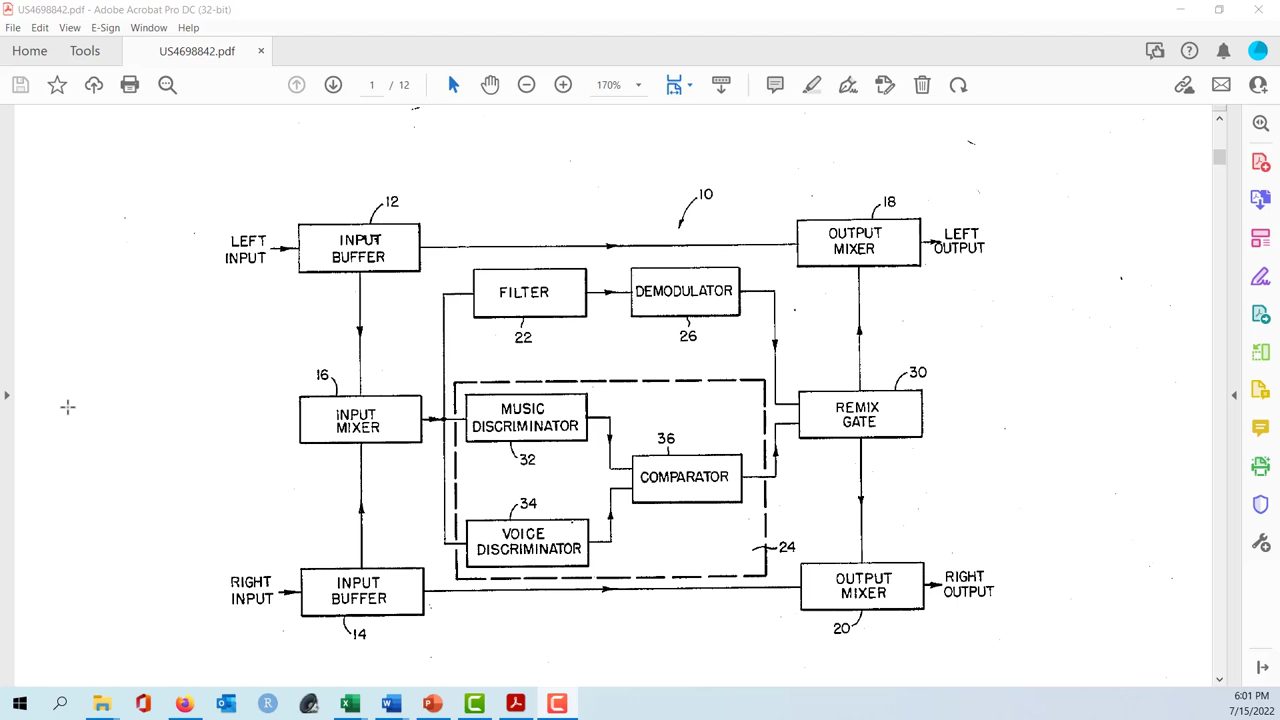 US4698842.pdf - Adobe Acrobat Pro DC (32-bit)
File Edit View E-Sign Window Help
Home Tools US4698842.pdf ×
1 / 12 170%
10
12
18
LEFT INPUT
INPUT BUFFER
OUTPUT MIXER
LEFT OUTPUT
FILTER
DEMODULATOR
22
26
16
30
INPUT MIXER
MUSIC DISCRIMINATOR
REMIX GATE
32
36
COMPARATOR
34
VOICE DISCRIMINATOR
24
RIGHT INPUT
INPUT BUFFER
OUTPUT MIXER
RIGHT OUTPUT
14
20
6:01 PM
7/15/2022